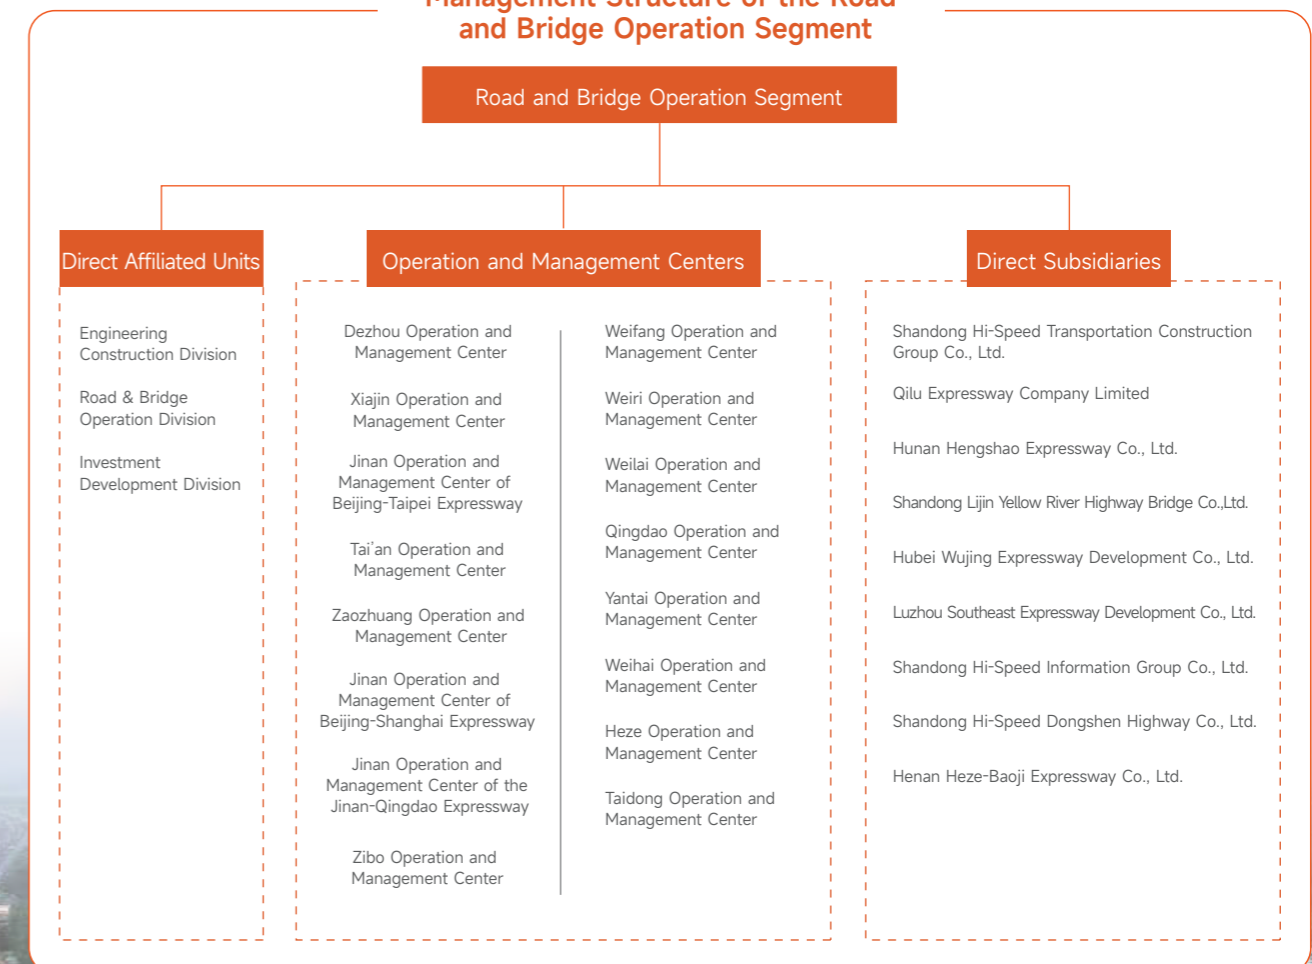 Management Structure of the Road
and Bridge Operation Segment
Road and Bridge Operation Segment
Direct Affiliated Units
Engineering
Construction Division
Road & Bridge
Operation Division
Investment
Development Division
Operation and Management Centers
Dezhou Operation and
Management Center
Xiajin Operation and
Management Center
Jinan Operation and
Management Center of
Beijing-Taipei Expressway
Tai'an Operation and
Management Center
Zaozhuang Operation and
Management Center
Jinan Operation and
Management Center of
Beijing-Shanghai Expressway
Jinan Operation and
Management Center of the
Jinan-Qingdao Expressway
Zibo Operation and
Management Center
Weifang Operation and
Management Center
Weiri Operation and
Management Center
Weilai Operation and
Management Center
Qingdao Operation and
Management Center
Yantai Operation and
Management Center
Weihai Operation and
Management Center
Heze Operation and
Management Center
Taidong Operation and
Management Center
Direct Subsidiaries
Shandong Hi-Speed Transportation Construction
Group Co., Ltd.
Qilu Expressway Company Limited
Hunan Hengshao Expressway Co., Ltd.
Shandong Lijin Yellow River Highway Bridge Co.,Ltd.
Hubei Wujing Expressway Development Co., Ltd.
Luzhou Southeast Expressway Development Co., Ltd.
Shandong Hi-Speed Information Group Co., Ltd.
Shandong Hi-Speed Dongshen Highway Co., Ltd.
Henan Heze-Baoji Expressway Co., Ltd.